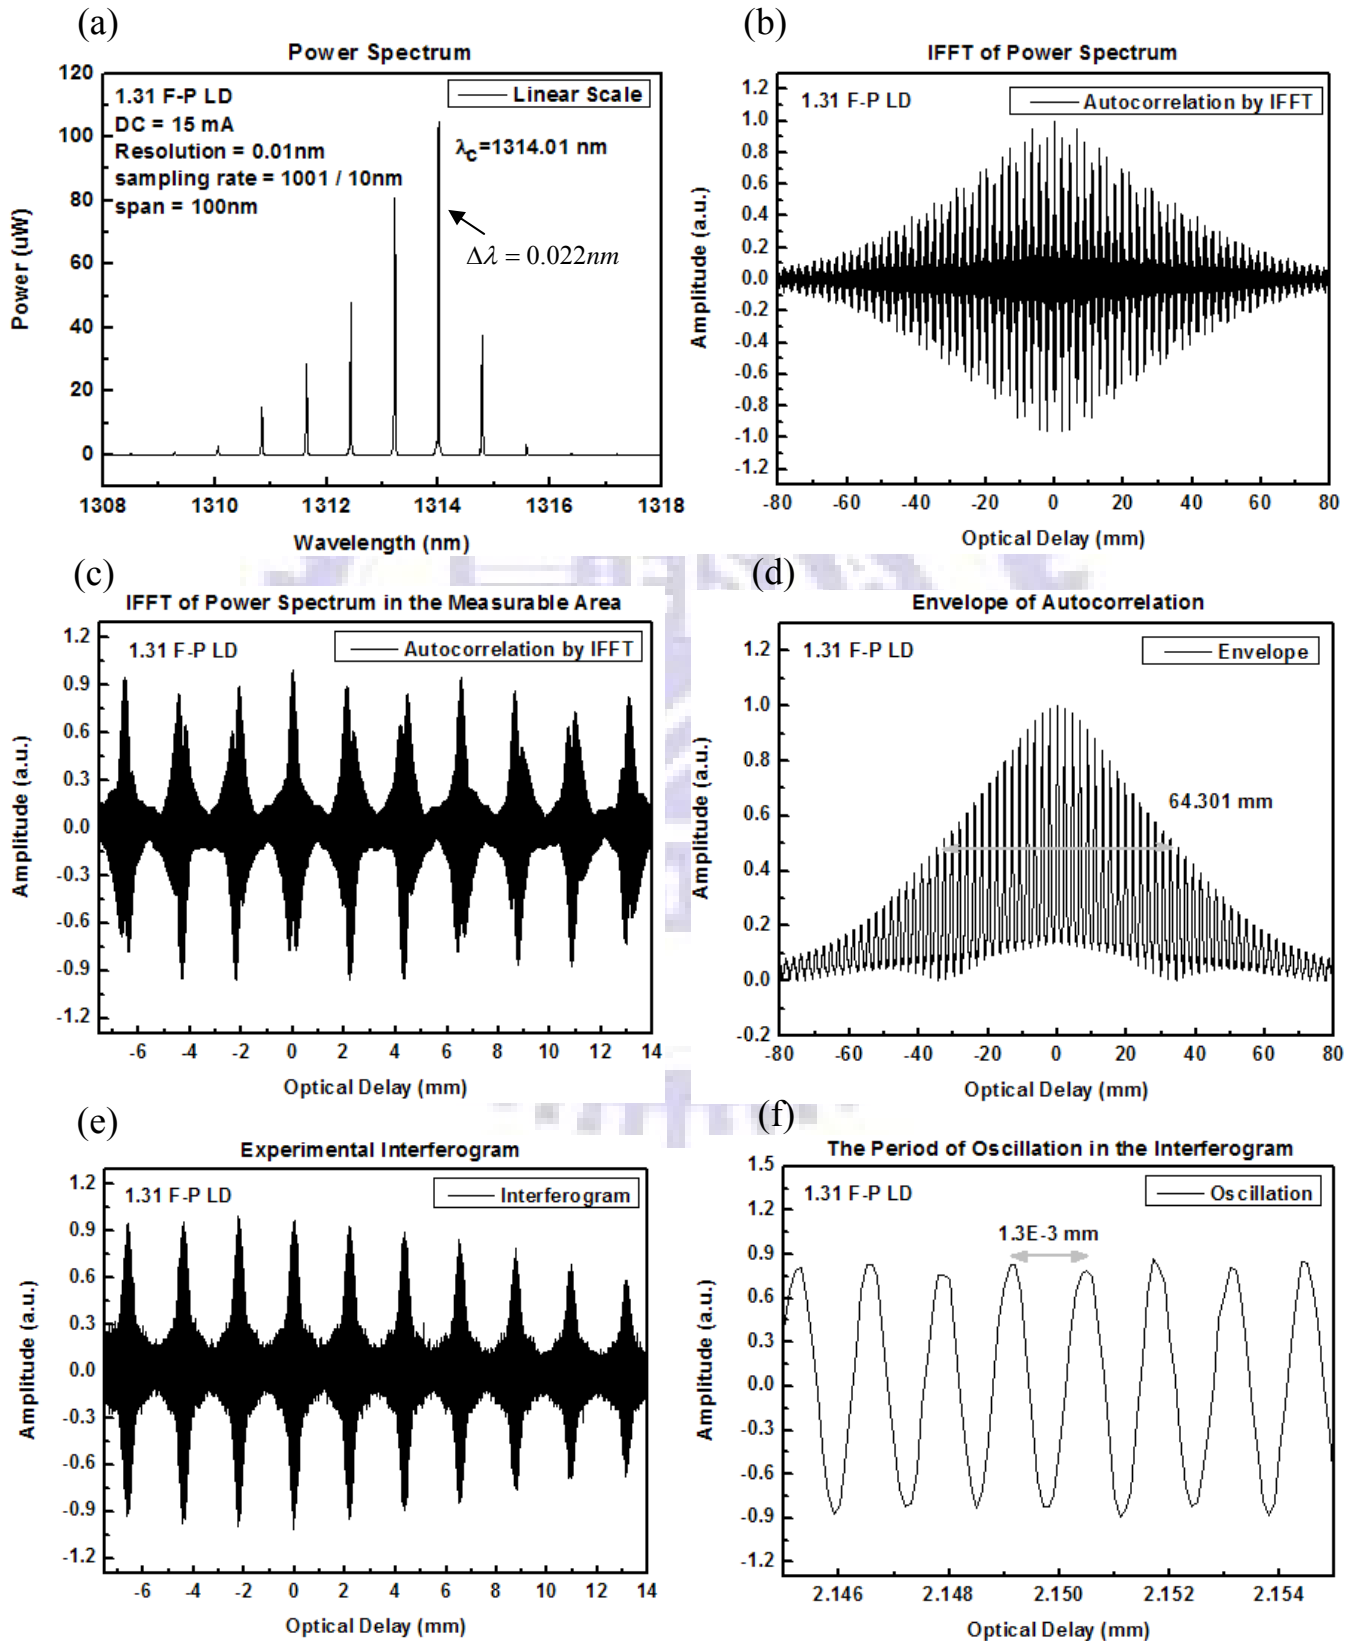 (a)
Power Spectrum
120
100
80
60
40
20
0
Power (uW)
1.31 F-P LD
DC = 15 mA
Resolution = 0.01nm
sampling rate = 1001 / 10nm
span = 100nm
Linear Scale
λc=1314.01 nm
Δλ = 0.022nm
1308 1310 1312 1314 1316 1318
Wavelength (nm)
(b)
IFFT of Power Spectrum
1.2
1.0
0.8
0.6
0.4
0.2
0.0
-0.2
-0.4
-0.6
-0.8
-1.0
-1.2
Amplitude (a.u.)
1.31 F-P LD
Autocorrelation by IFFT
-80 -60 -40 -20 0 20 40 60 80
Optical Delay (mm)
(c)
IFFT of Power Spectrum in the Measurable Area
1.2
0.9
0.6
0.3
0.0
-0.3
-0.6
-0.9
-1.2
Amplitude (a.u.)
1.31 F-P LD
Autocorrelation by IFFT
-6 -4 -2 0 2 4 6 8 10 12 14
Optical Delay (mm)
(d)
Envelope of Autocorrelation
1.2
1.0
0.8
0.6
0.4
0.2
0.0
-0.2
Amplitude (a.u.)
1.31 F-P LD
Envelope
64.301 mm
-80 -60 -40 -20 0 20 40 60 80
Optical Delay (mm)
(e)
Experimental Interferogram
1.2
0.9
0.6
0.3
0.0
-0.3
-0.6
-0.9
-1.2
Amplitude (a.u.)
1.31 F-P LD
Interferogram
-6 -4 -2 0 2 4 6 8 10 12 14
Optical Delay (mm)
(f)
The Period of Oscillation in the Interferogram
1.5
1.2
0.9
0.6
0.3
0.0
-0.3
-0.6
-0.9
-1.2
Amplitude (a.u.)
1.31 F-P LD
Oscillation
1.3E-3 mm
2.146 2.148 2.150 2.152 2.154
Optical Delay (mm)